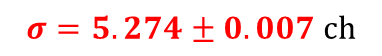 σ = 5.274 ± 0.007 ch